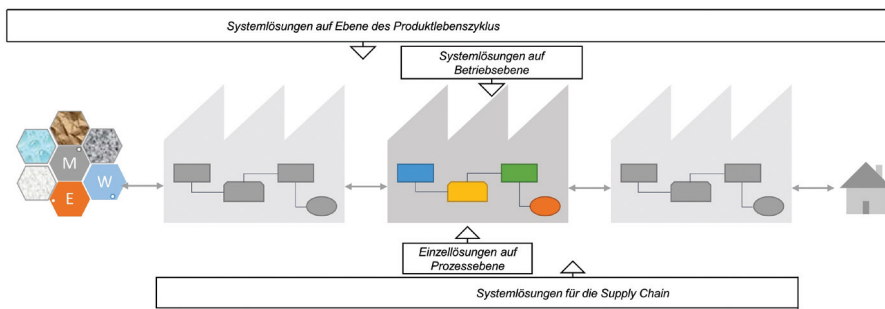 Systemlösungen auf Ebene des Produktlebenszyklus
Systemlösungen auf
Betriebsebene
M
W
E
Einzellösungen auf
Prozessebene
Systemlösungen für die Supply Chain